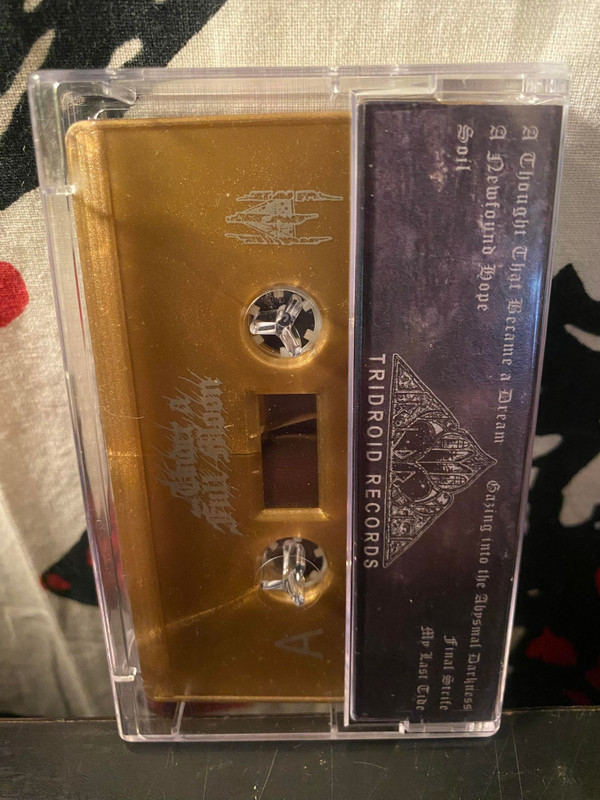 A Thought That Became a Dream
A Newfound Hope
Soil
Gazing into the Abysmal Darkness
Final Strife
My Last Tide
TRIDROID RECORDS
Under A
Full Moon
A